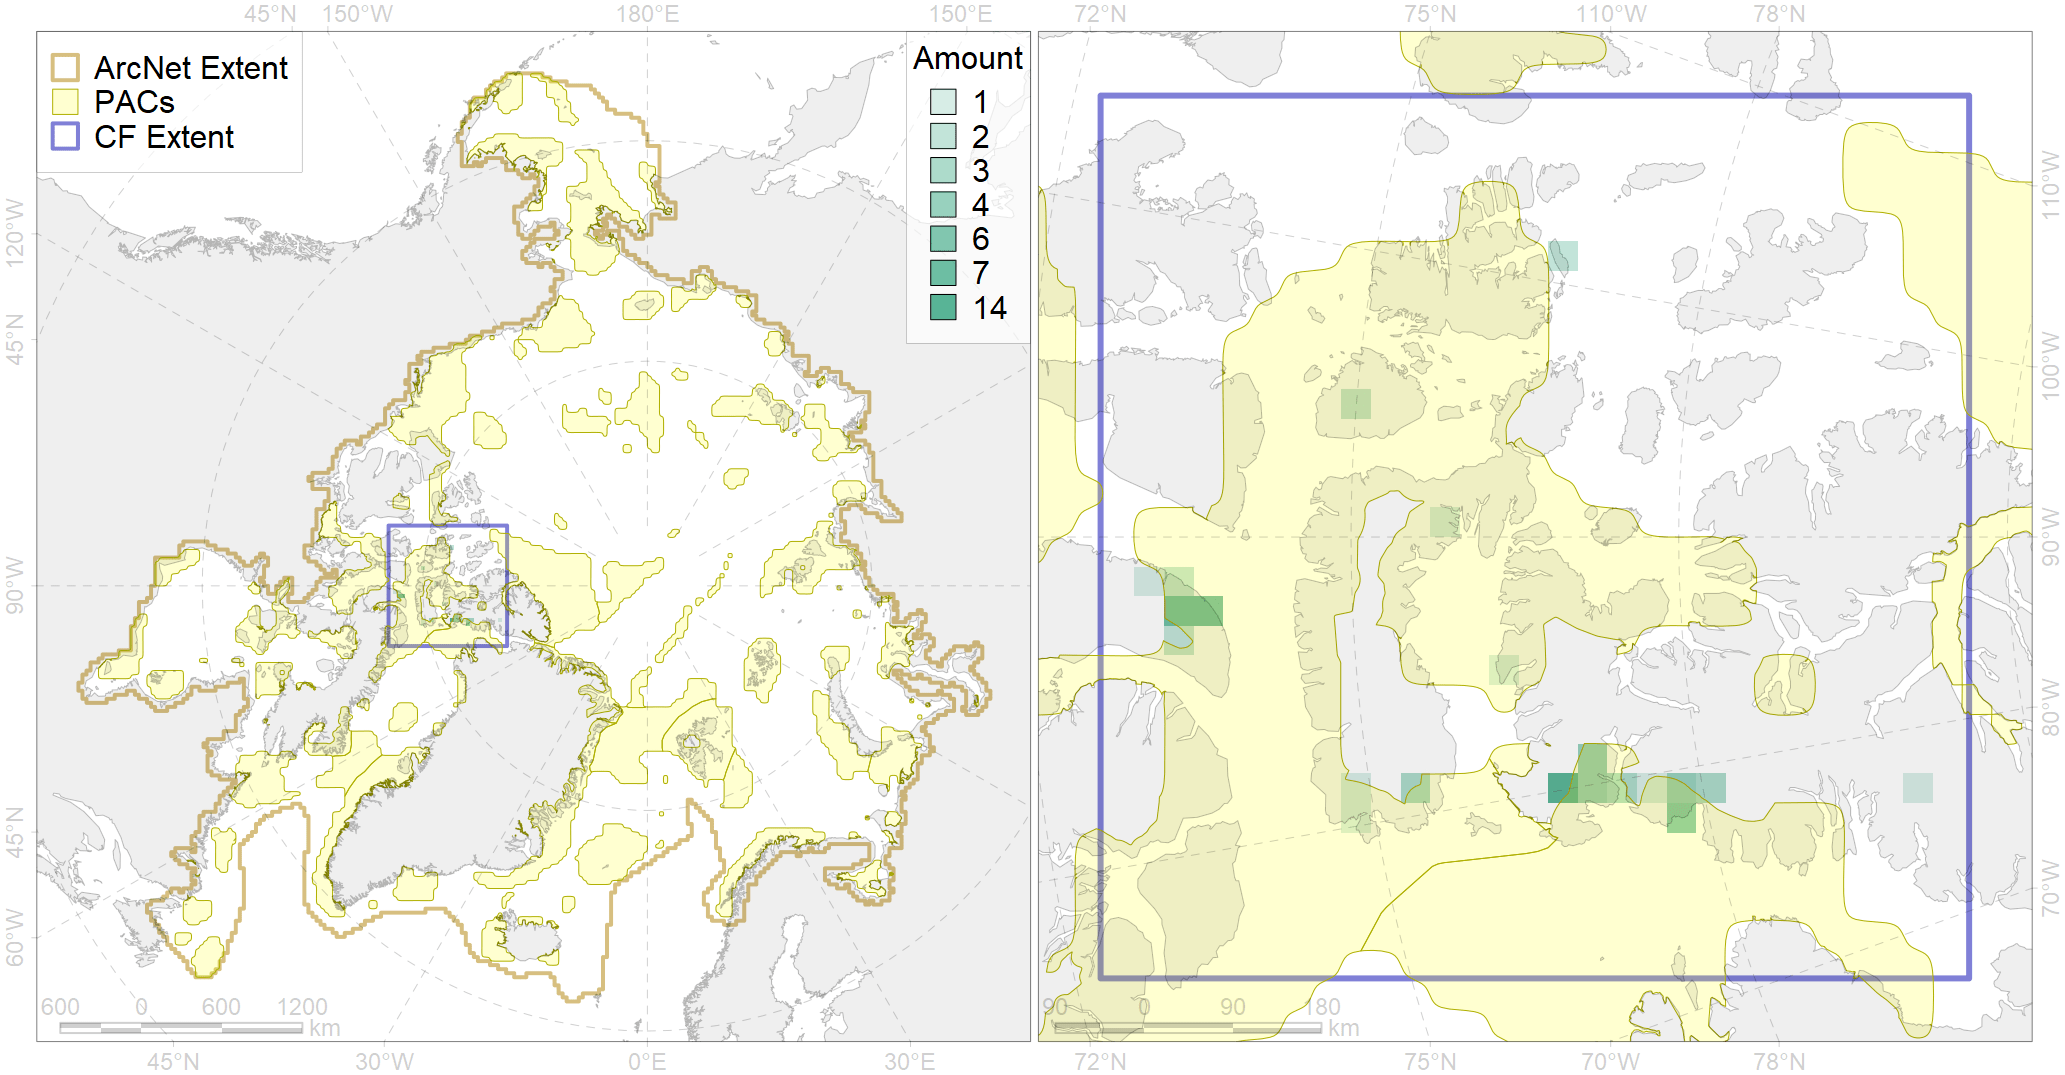 45°N 150°W 180°E 150°E 72°N 75°N 110°W 78°N
ArcNet Extent
PACs
CF Extent
Amount
1
2
3
4
6
7
14
120°W
45°N
90°W
45°N
60°W
110°W
100°W
90°W
80°W
70°W
600 0 600 1200
km
90 0 90 180
km
45°N 30°W 0°E 30°E 72°N 75°N 70°W 78°N